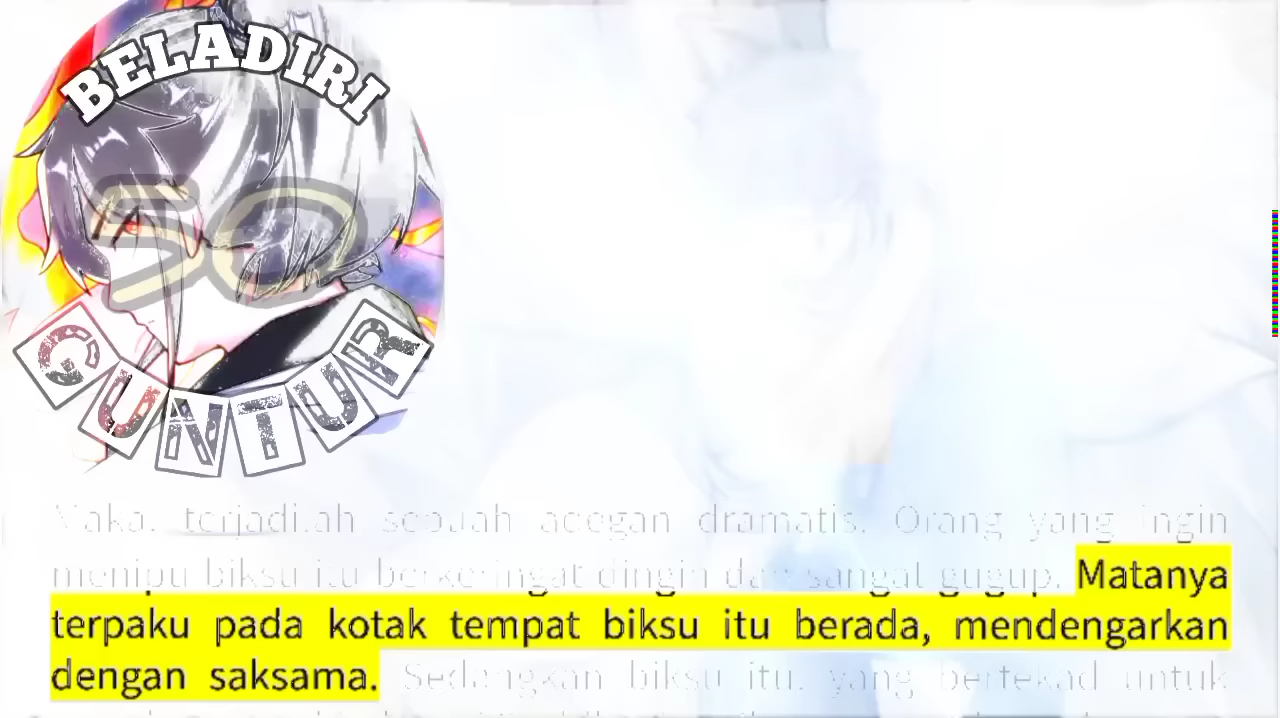 BELADIRI
GUNTUR
Maka, terjadilah sebuah adegan dramatis. Orang yang ingin
menipu biksu itu berkeringat dingin dan sangat gugup. Matanya
terpaku pada kotak tempat biksu itu berada, mendengarkan
dengan saksama. Sedangkan biksu itu, yang bertekad untuk